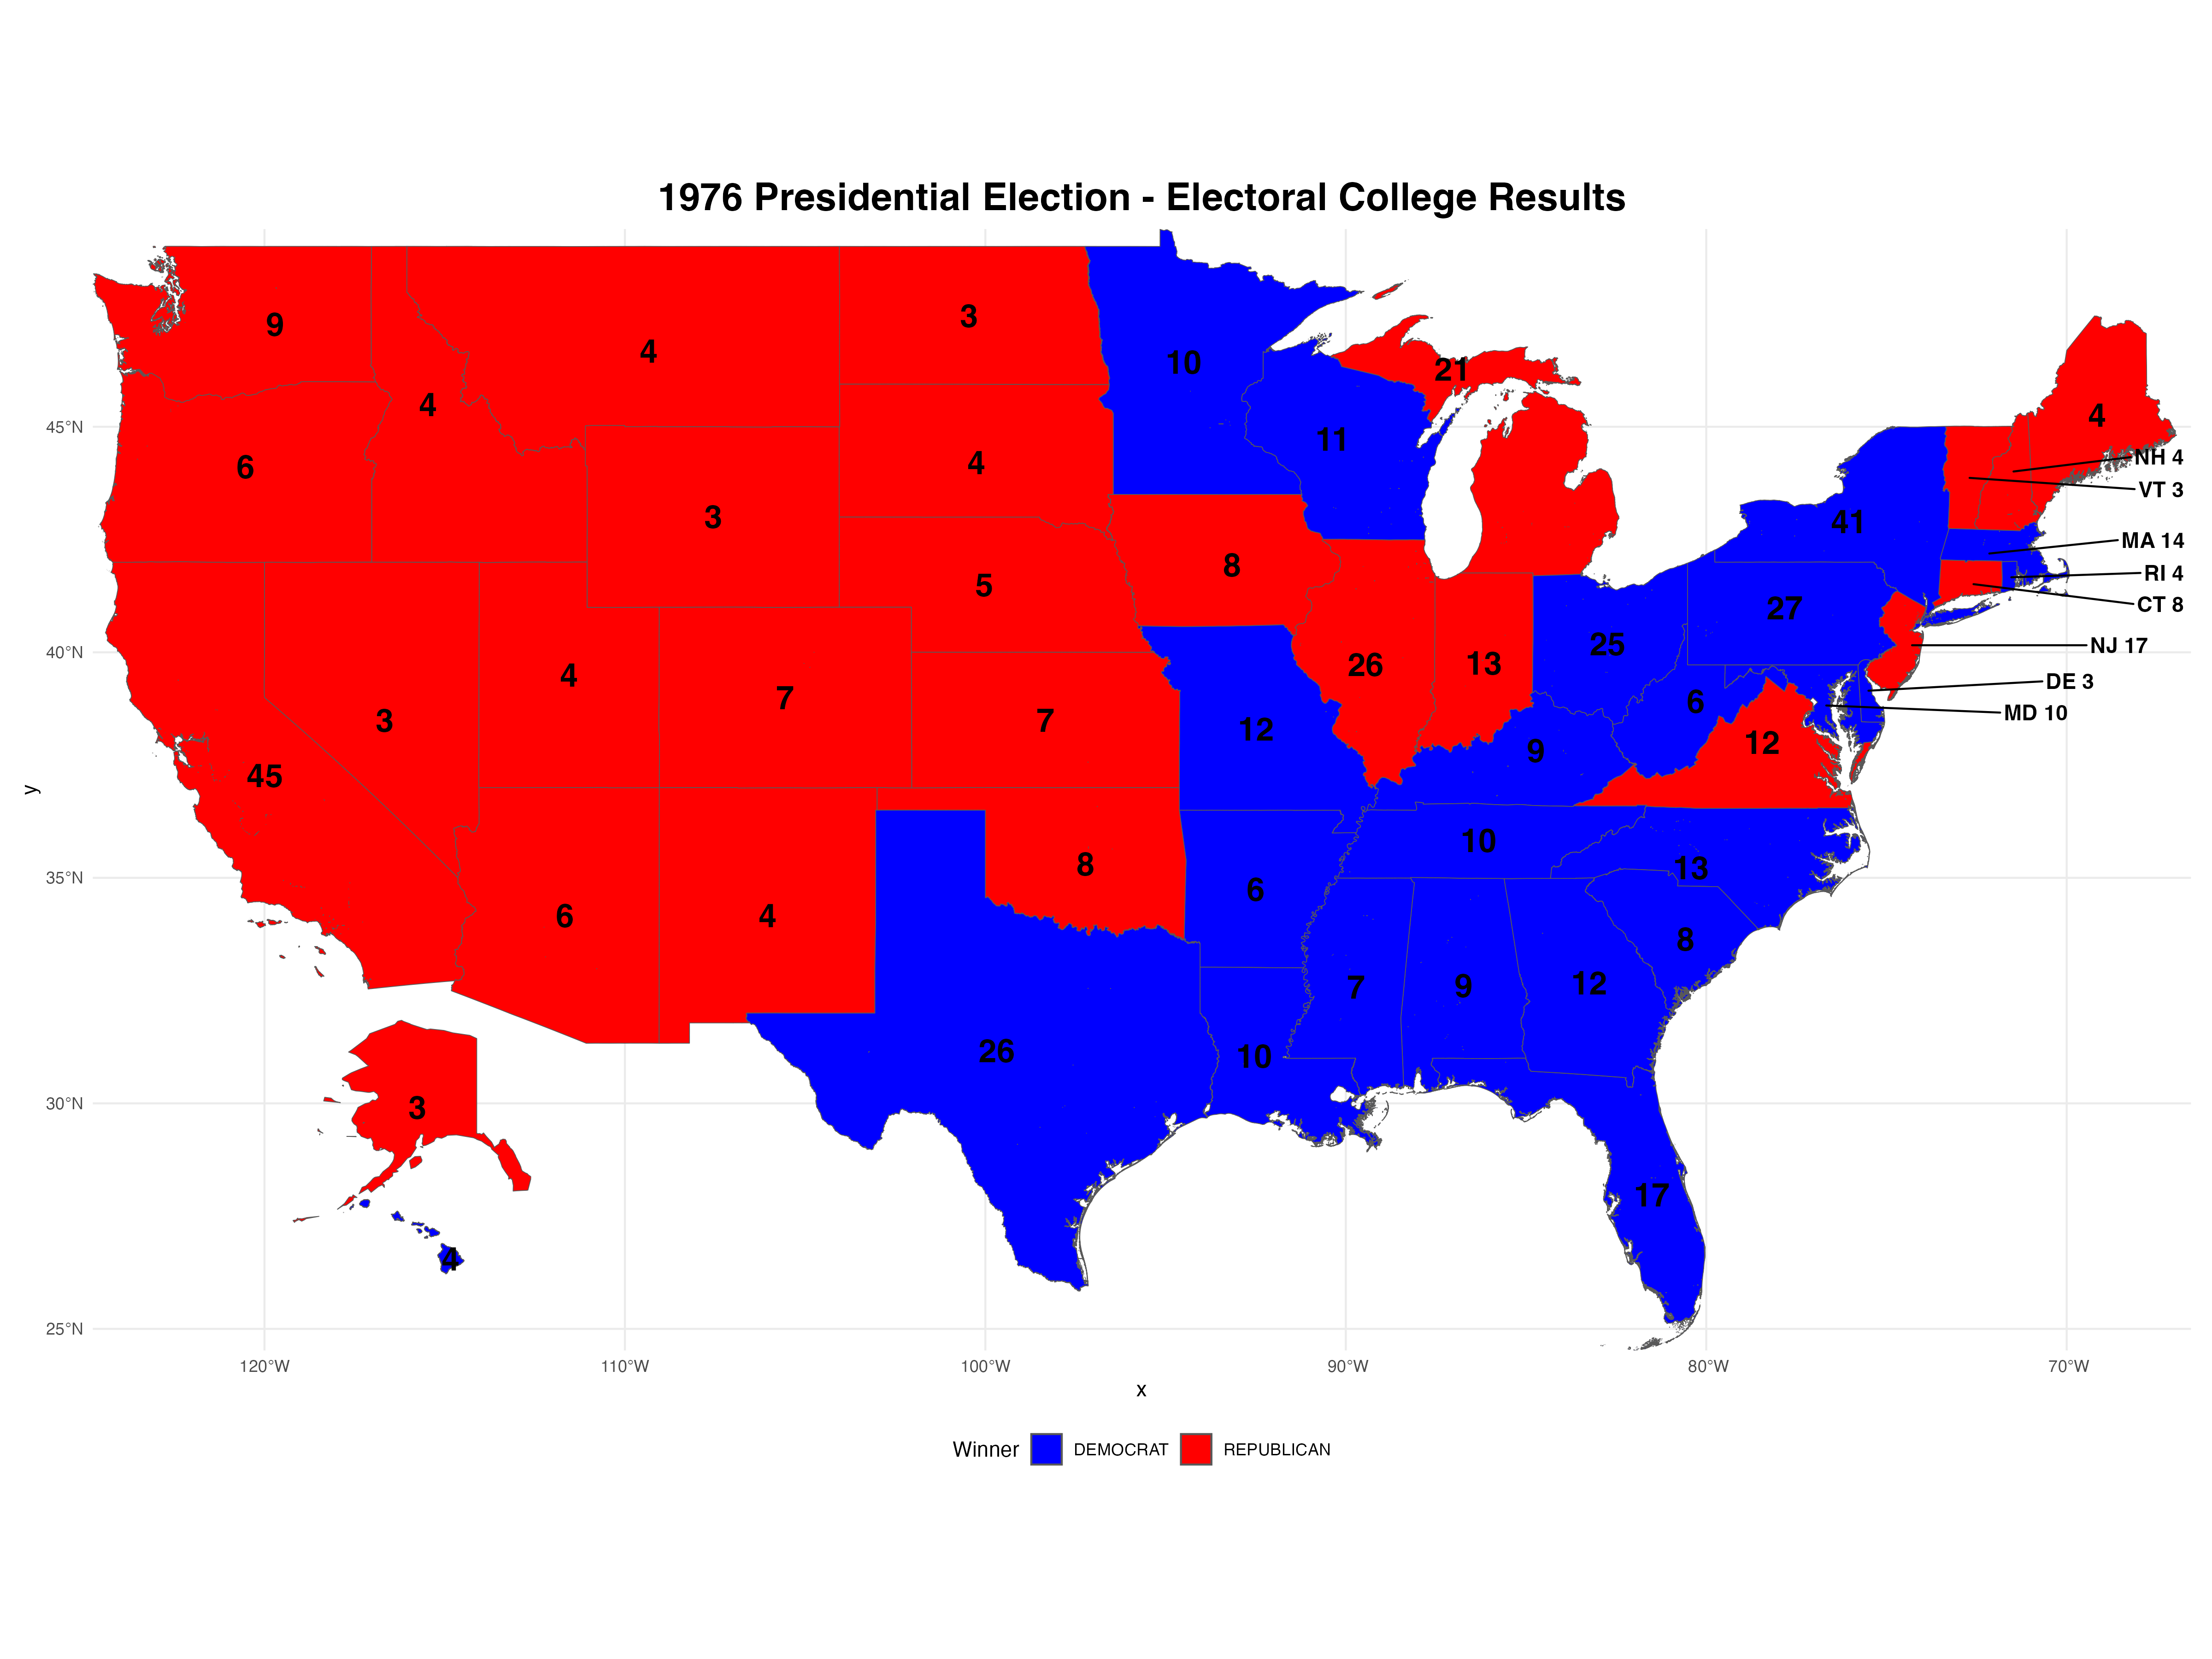 1976 Presidential Election - Electoral College Results
9
4
3
10
21
4
4
45°N
6
4
11
NH 4
VT 3
3
41
MA 14
8
RI 4
5
27
CT 8
40°N
4
7
26
13
25
NJ 17
DE 3
6
MD 10
3
7
12
9
12
45
y
10
8
13
35°N
6
4
6
8
7
9
12
26
10
30°N
3
17
4
25°N
120°W
110°W
100°W
90°W
80°W
70°W
x
Winner DEMOCRAT REPUBLICAN